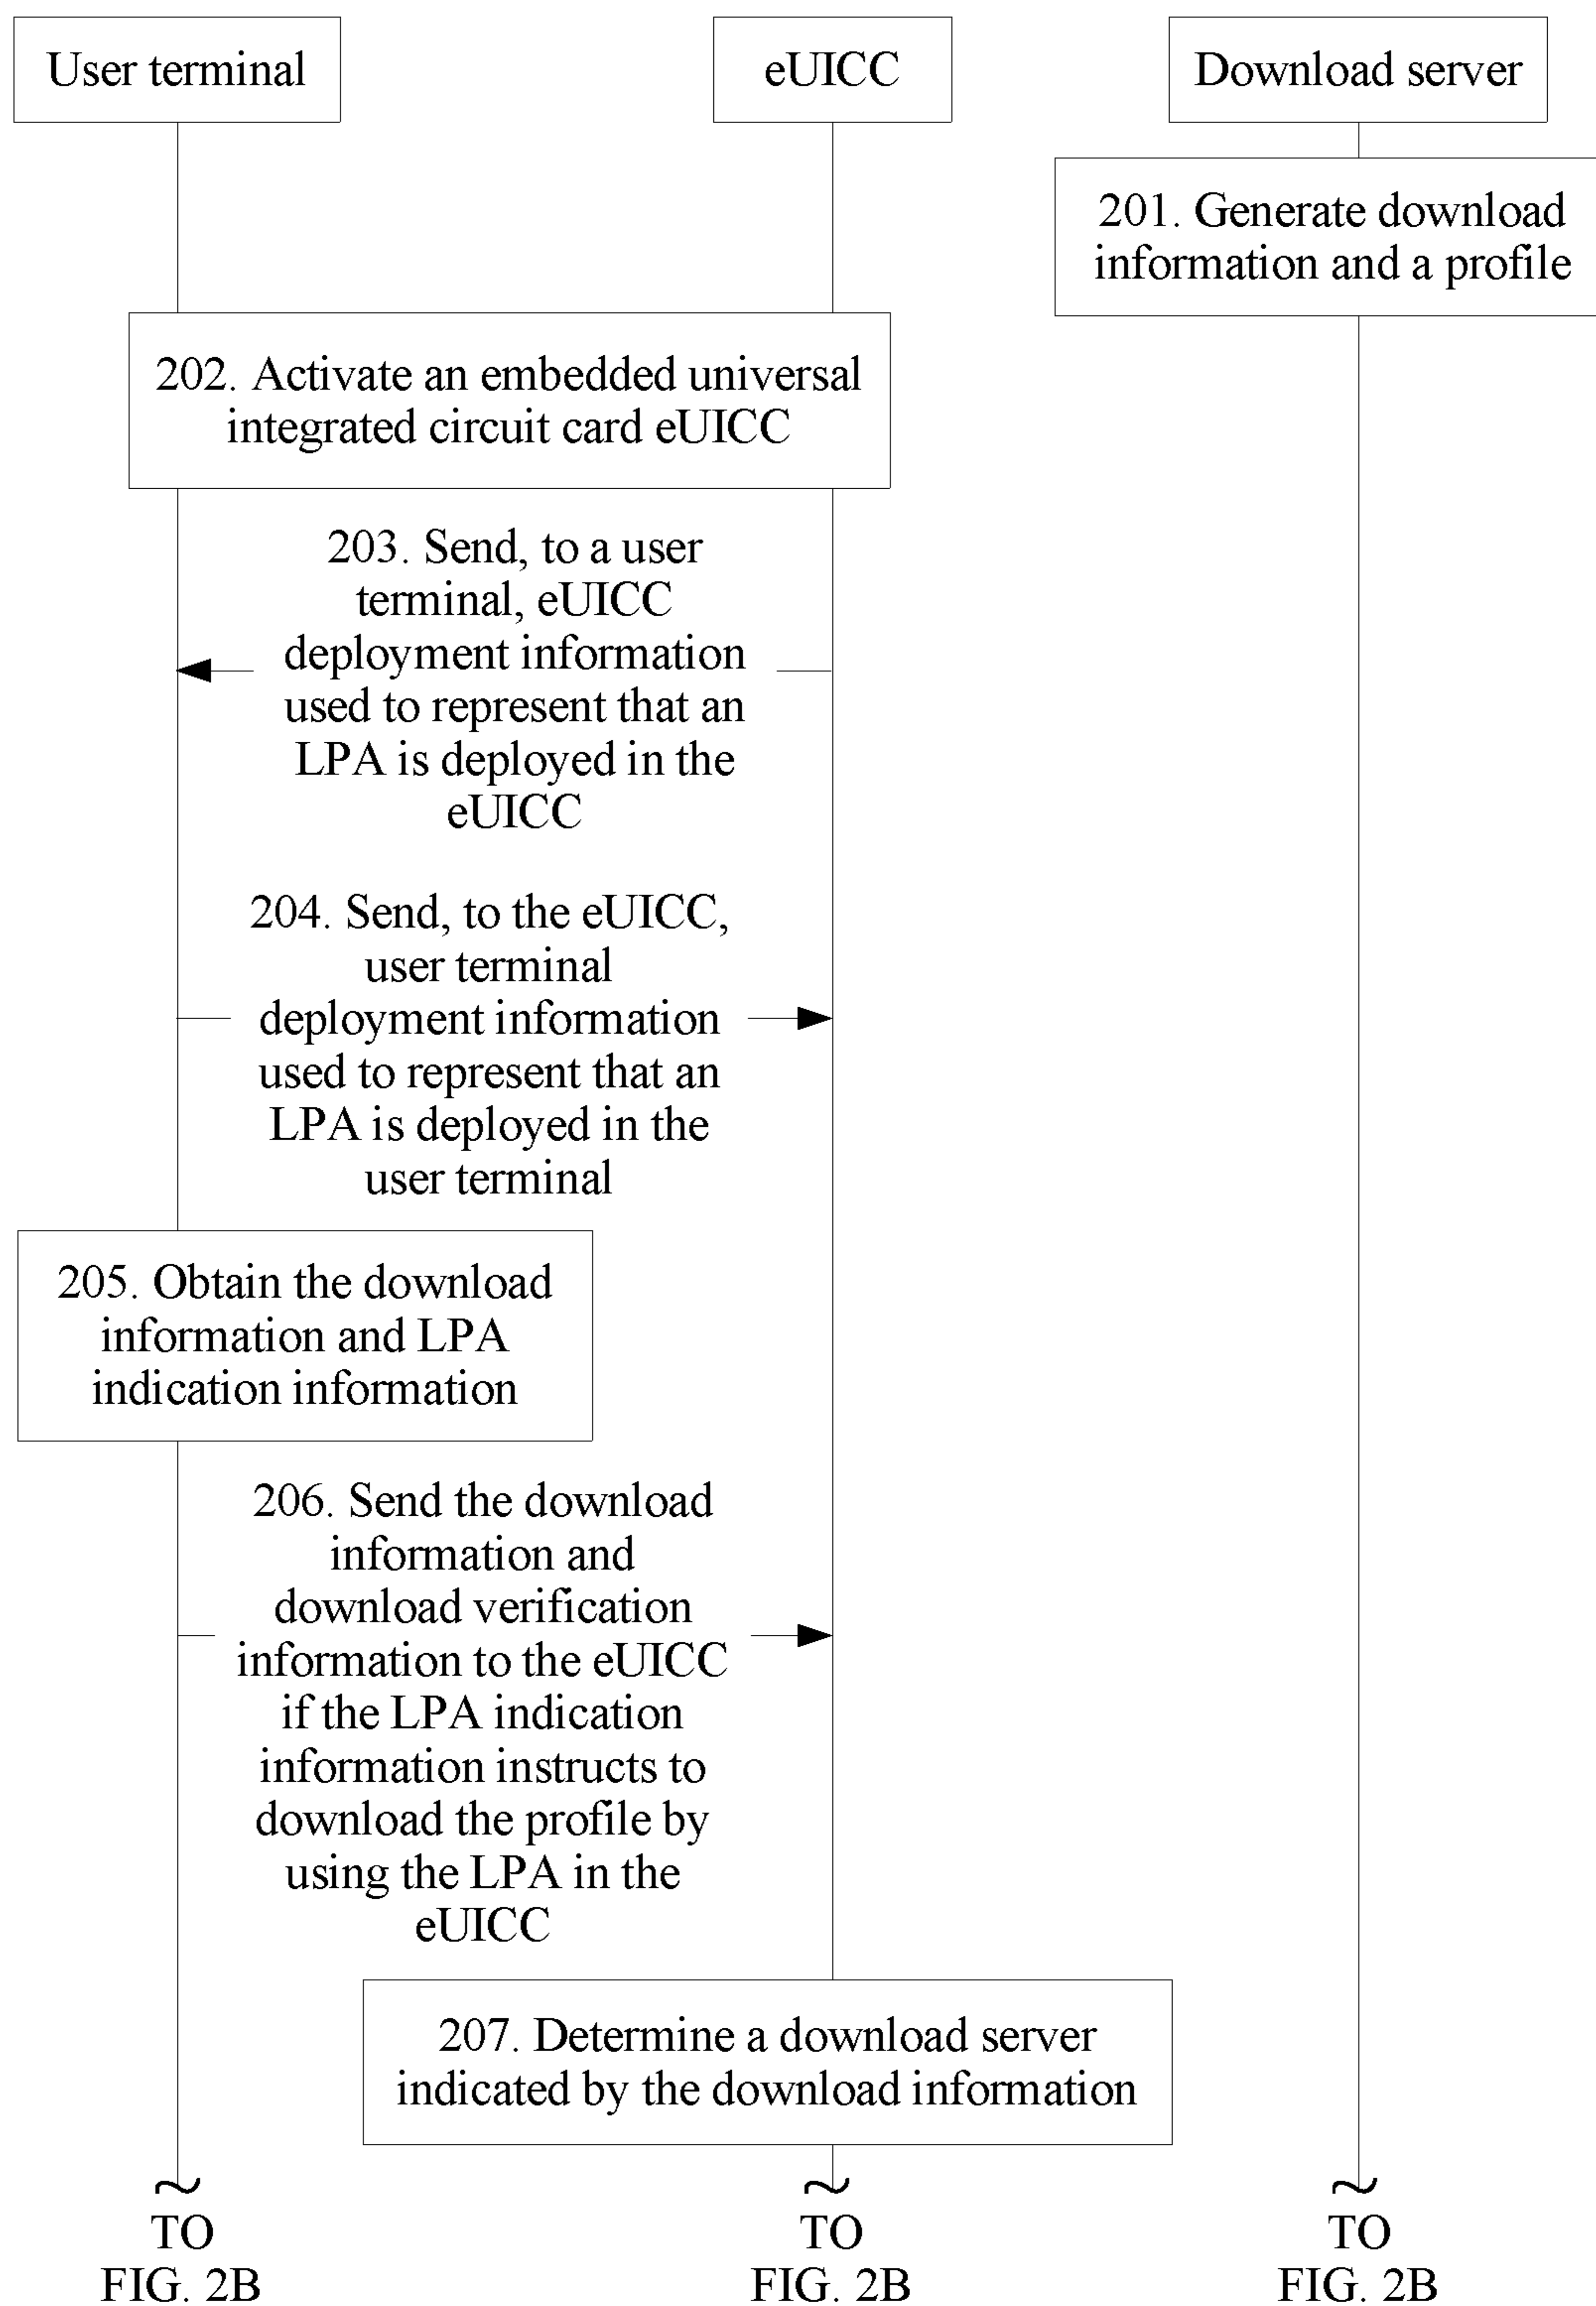 User terminal
eUICC
Download server
201. Generate download
information and a profile
202. Activate an embedded universal
integrated circuit card eUICC
203. Send, to a user
terminal, eUICC
deployment information
used to represent that an
LPA is deployed in the
eUICC
204. Send, to the eUICC,
user terminal
deployment information
used to represent that an
LPA is deployed in the
user terminal
205. Obtain the download
information and LPA
indication information
206. Send the download
information and
download verification
information to the eUICC
if the LPA indication
information instructs to
download the profile by
using the LPA in the
eUICC
207. Determine a download server
indicated by the download information
TO
FIG. 2B
TO
FIG. 2B
TO
FIG. 2B